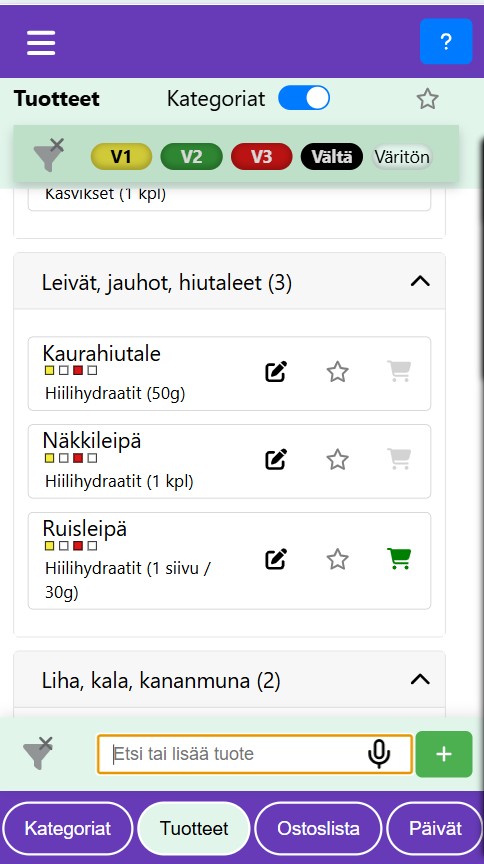 ?
Tuotteet
Kategoriat
V1
V2
V3
Vältä
Väritön
Kasvikset (1 kpl)
Leivät, jauhot, hiutaleet (3)
Kaurahiutale
Hiilihydraatit (50g)
Näkkileipä
Hiilihydraatit (1 kpl)
Ruisleipä
Hiilihydraatit (1 siivu /
30g)
Liha, kala, kananmuna (2)
Etsi tai lisää tuote
+
Kategoriat
Tuotteet
Ostoslista
Päivät